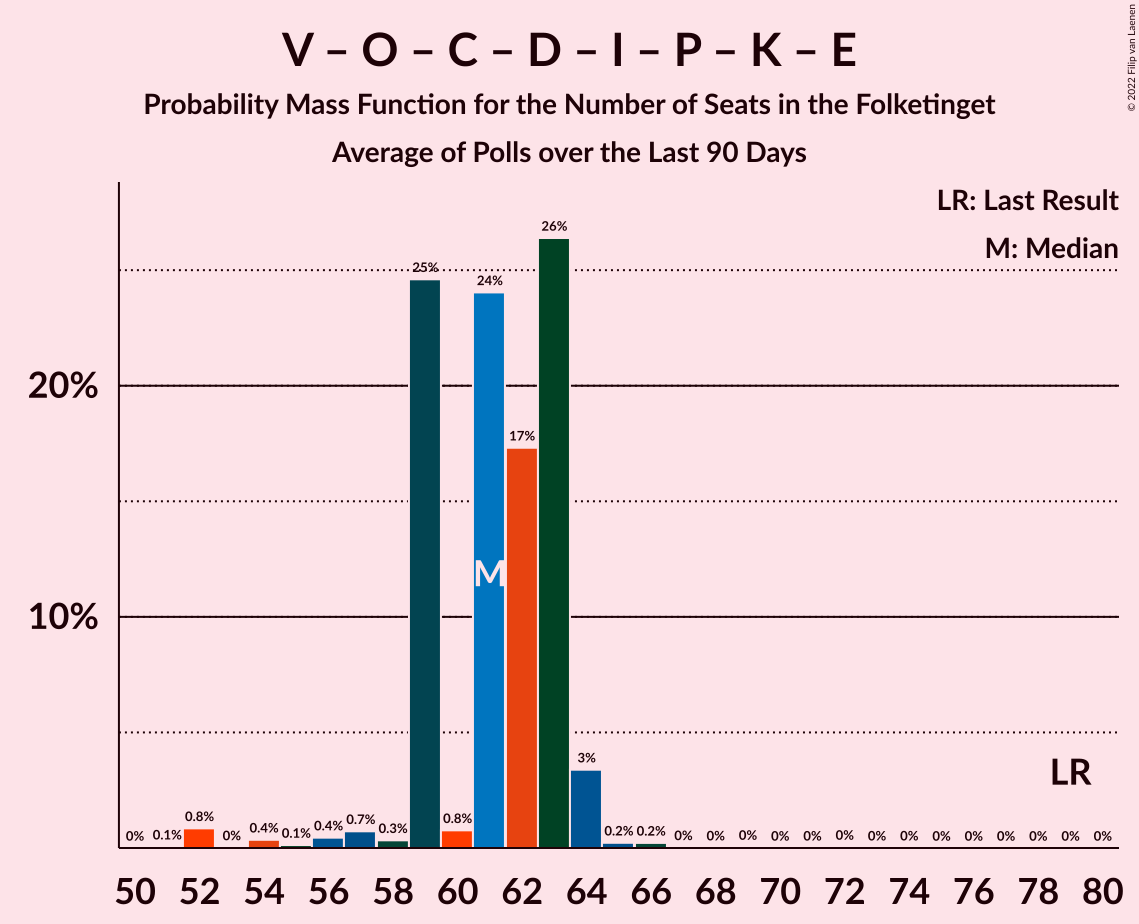 V – O – C – D – I – P – K – E
Probability Mass Function for the Number of Seats in the Folketinget
Average of Polls over the Last 90 Days
© 2022 Filip van Laenen
LR: Last Result
M: Median
20%
10%
0% 0.1% 0.8% 0% 0.4% 0.1% 0.4% 0.7% 0.3% 25% 0.8% 24% 17% 26% 3% 0.2% 0.2% 0% 0% 0% 0% 0% 0% 0% 0% 0% 0% 0% 0% 0% 0%
M
LR
50 52 54 56 58 60 62 64 66 68 70 72 74 76 78 80